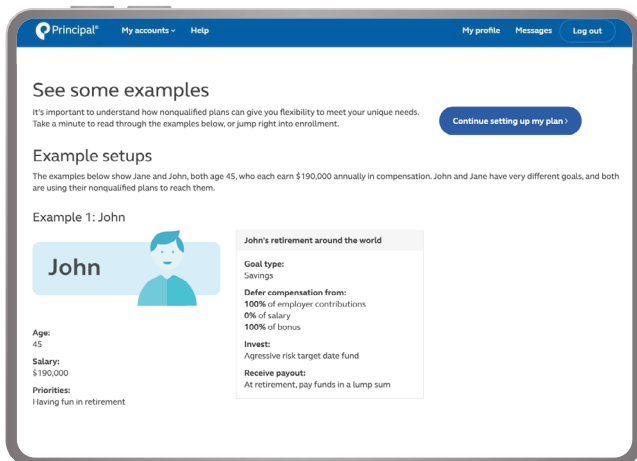 Principal® My accounts Help My profile Messages Log out
See some examples
It's important to understand how nonqualified plans can give you flexibility to meet your unique needs.
Take a minute to read through the examples below, or jump right into enrollment.
Continue setting up my plan
Example setups
The examples below show Jane and John, both age 45, who each earn $190,000 annually in compensation. John and Jane have very different goals, and both
are using their nonqualified plans to reach them.
Example 1: John
John
Age:
45
Salary:
$190,000
Priorities:
Having fun in retirement
John's retirement around the world
Goal type:
Savings
Defer compensation from:
100% of employer contributions
0% of salary
100% of bonus
Invest:
Agressive risk target date fund
Receive payout:
At retirement, pay funds in a lump sum